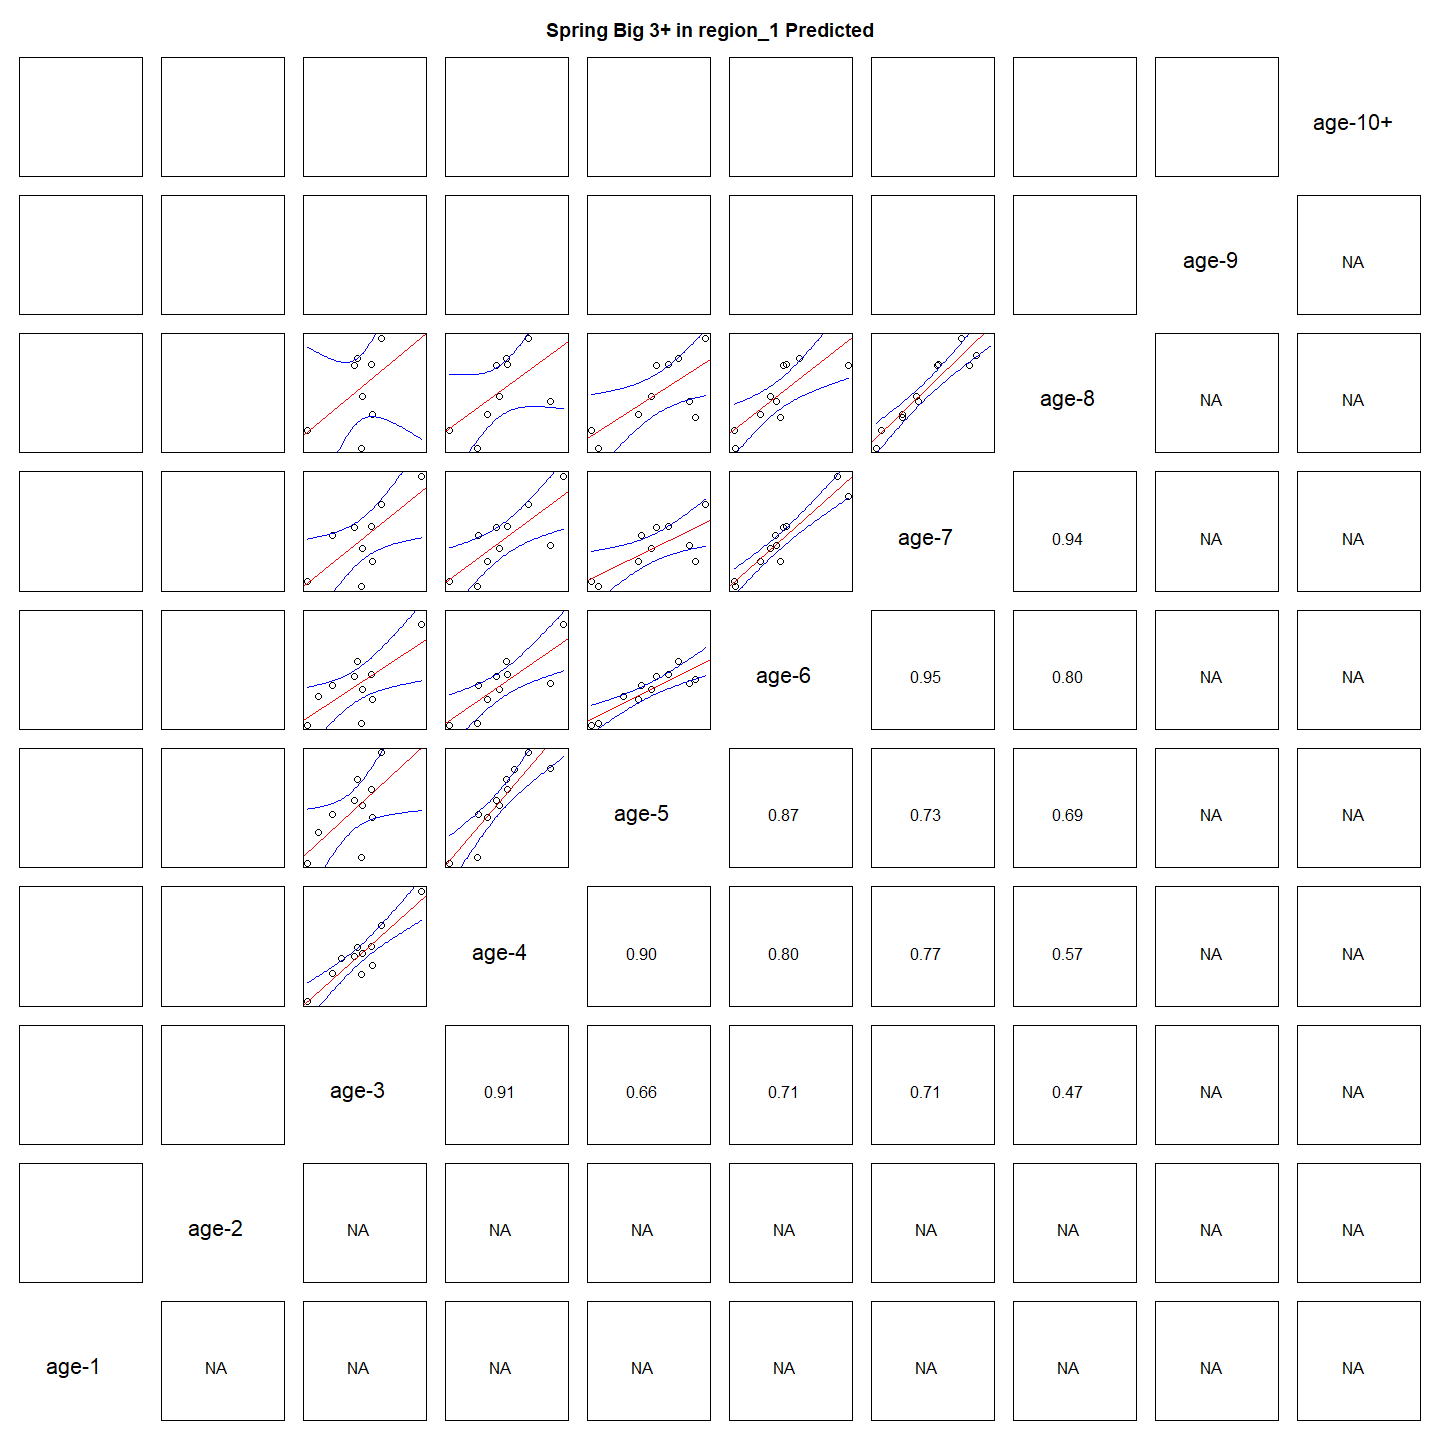 Spring Big 3+ in region_1 Predicted
age-10+
age-9 NA
age-8 NA NA
age-7 0.94 NA NA
age-6 0.95 0.80 NA NA
age-5 0.87 0.73 0.69 NA NA
age-4 0.90 0.80 0.77 0.57 NA NA
age-3 0.91 0.66 0.71 0.71 0.47 NA NA
age-2 NA NA NA NA NA NA NA NA
age-1 NA NA NA NA NA NA NA NA NA